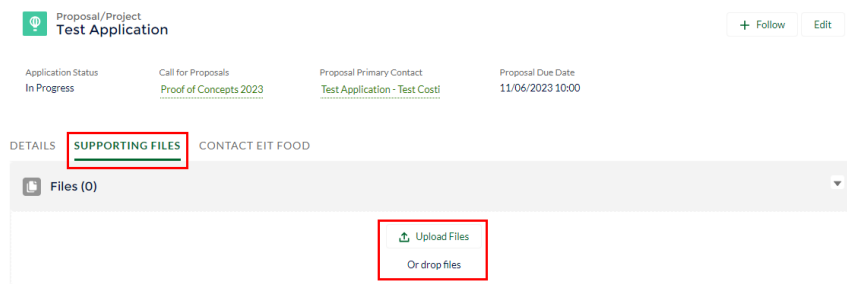 Proposal/Project
Test Application
+ Follow
Edit
Application Status
Call for Proposals
Proposal Primary Contact
Proposal Due Date
In Progress
Proof of Concepts 2023
Test Application - Test Costi
11/06/2023 10:00
DETAILS
SUPPORTING FILES
CONTACT EIT FOOD
Files (0)
Upload Files
Or drop files